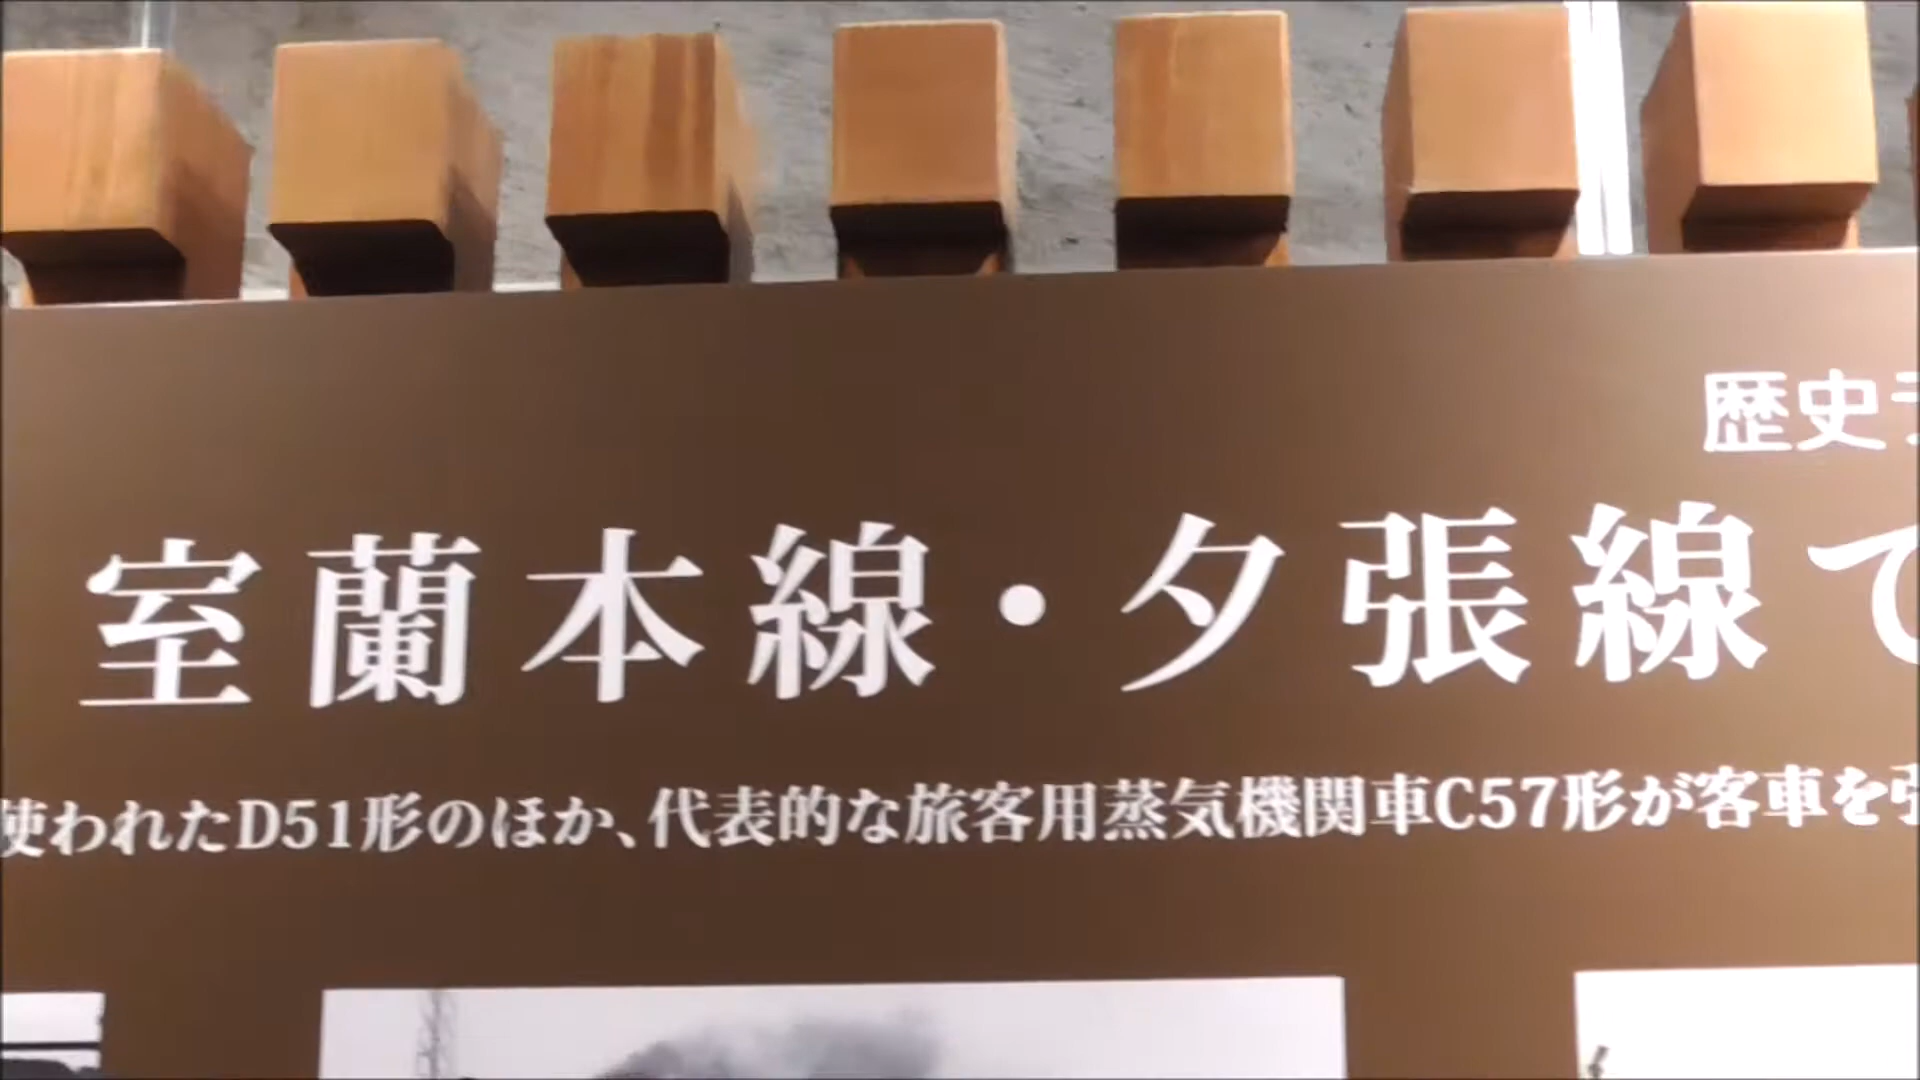 歴史
室蘭本線・夕張線で
使われたD51形のほか、代表的な旅客用蒸気機関車C57形が客車を